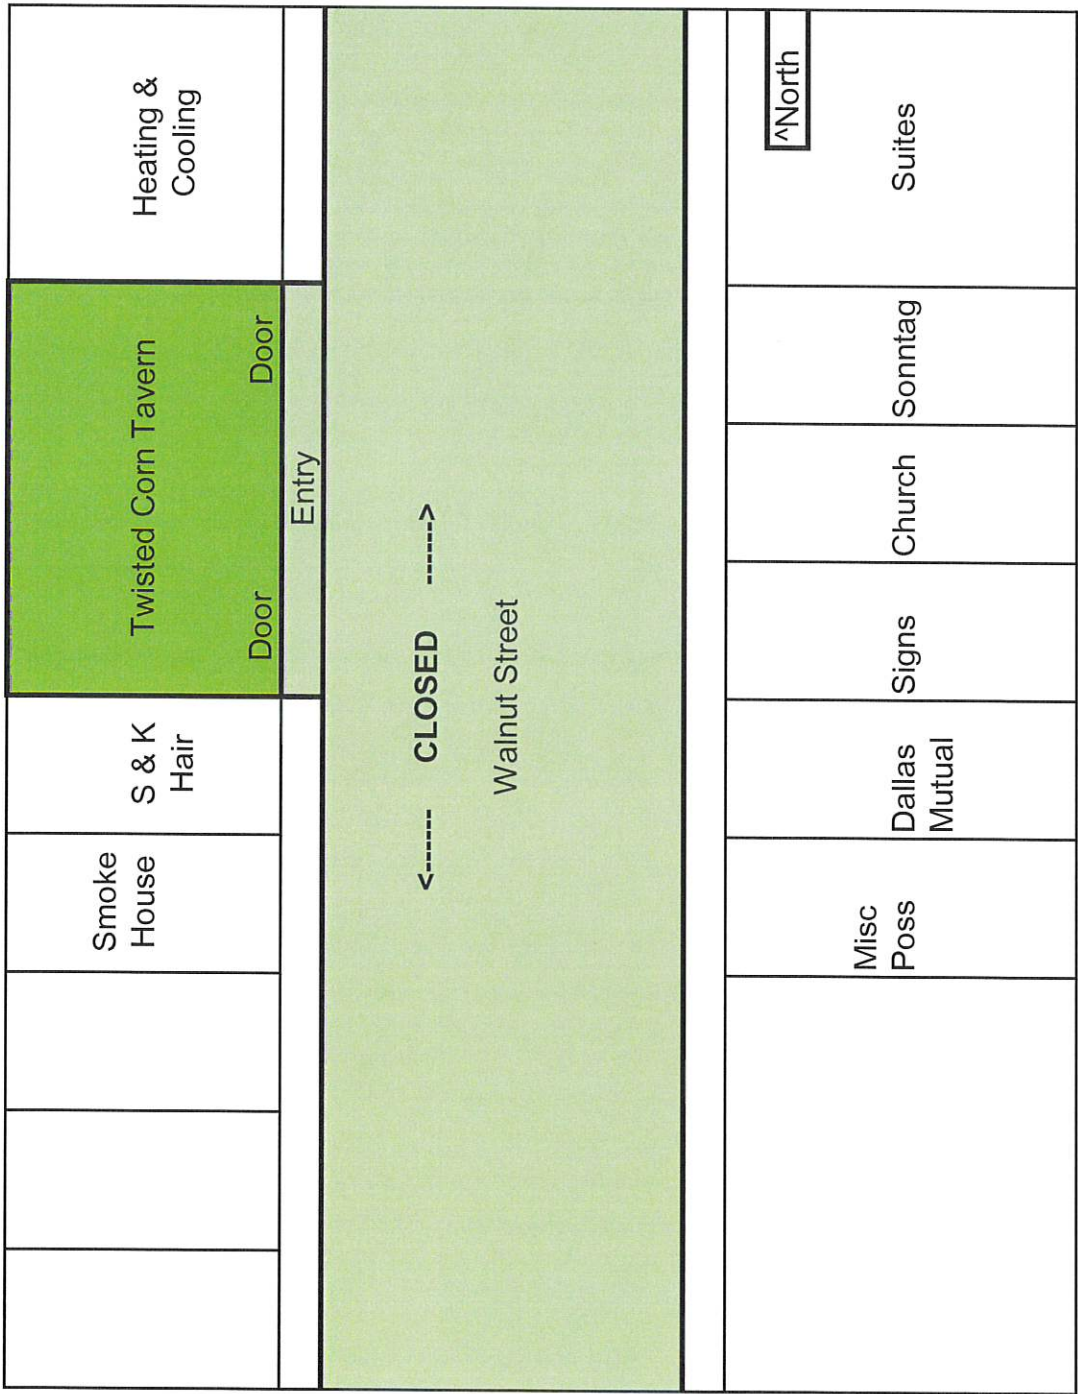 Smoke
House
S & K
Hair
Twisted Corn Tavern
Heating &
Cooling
Door
Door
Entry
<------ CLOSED ------>
Walnut Street
^North
Misc
Poss
Dallas
Mutual
Signs
Church
Sonntag
Suites